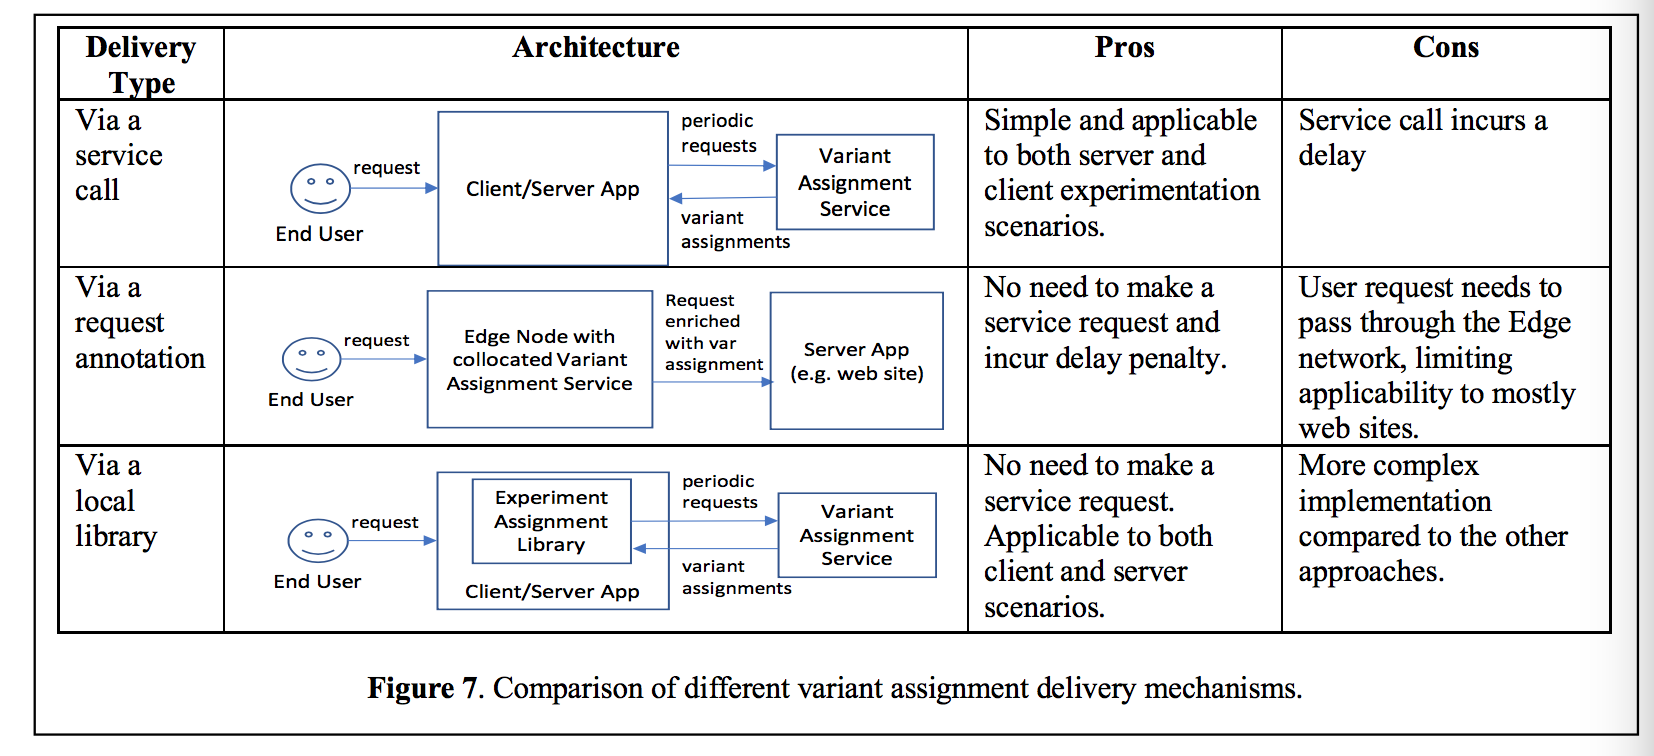 Delivery
Type
Architecture
Pros
Cons
Via a
service
call
request
End User
Client/Server App
periodic
requests
variant
assignments
Variant
Assignment
Service
Simple and applicable
to both server and
client experimentation
scenarios.
Service call incurs a
delay
Via a
request
annotation
request
End User
Edge Node with
collocated Variant
Assignment Service
Request
enriched
with var
assignment
Server App
(e.g. web site)
No need to make a
service request and
incur delay penalty.
User request needs to
pass through the Edge
network, limiting
applicability to mostly
web sites.
Via a
local
library
request
End User
Experiment
Assignment
Library
Client/Server App
periodic
requests
variant
assignments
Variant
Assignment
Service
No need to make a
service request.
Applicable to both
client and server
scenarios.
More complex
implementation
compared to the other
approaches.
Figure 7. Comparison of different variant assignment delivery mechanisms.